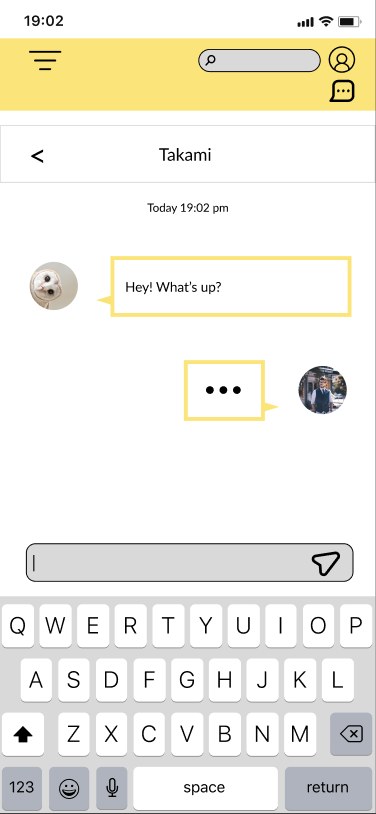 19:02
<
Takami
Today 19:02 pm
Hey! What's up?
Q W E R T Y U I O P
A S D F G H J K L
Z X C V B N M
123 space return